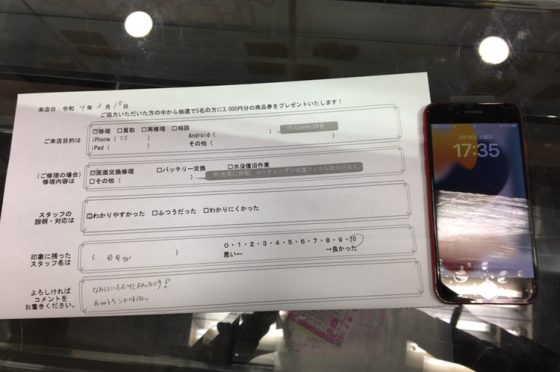 来店日:令和 4年 3月 18日
ご協力いただいた方の中から抽選で5名の方に3,000円分の商品券をプレゼントいたします!
ご来店目的は
☑修理 □買取 □再修理 □相談
iPhone ( SE ) Android ( )
iPad ( ) その他 (
(ご修理の場合)
修理内容は
☑画面交換修理 □バッテリー交換 □水没復旧作業
□その他 (
スタッフの
説明・対応は
☑わかりやすかった □ふつうだった □わかりにくかった
印象に残った
スタッフ名は
0・1・2・3・4・5・6・7・8・9・10
悪い← →良かった
よろしければ
コメントを
お書きください。
17:35